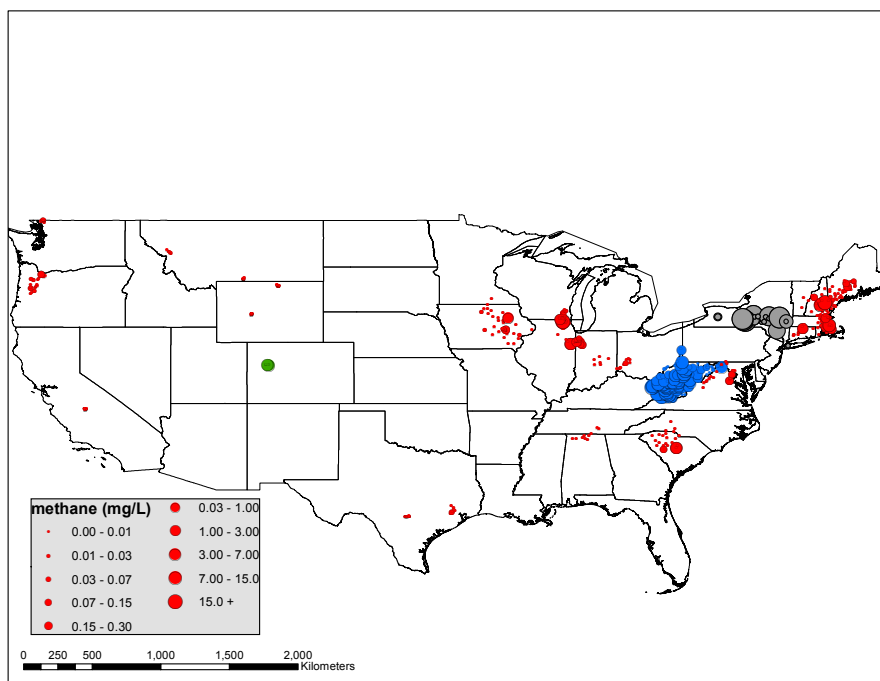 methane (mg/L)
0.00 - 0.01
0.01 - 0.03
0.03 - 0.07
0.07 - 0.15
0.15 - 0.30
0.03 - 1.00
1.00 - 3.00
3.00 - 7.00
7.00 - 15.0
15.0 +
0 250 500 1,000 1,500 2,000
Kilometers